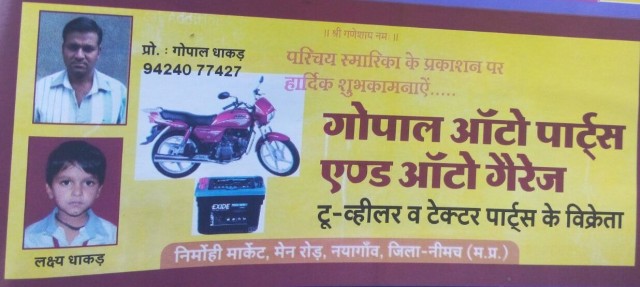 ॥ श्री गणेशाय नमः ॥
प्रो. : गोपाल धाकड़
94240 77427
परिचय स्मारिका के प्रकाशन पर
हार्दिक शुभकामनाऐं.....
गोपाल ऑटो पार्ट्स
एण्ड ऑटो गैरेज
EXIDE
टू-व्हीलर व टेक्टर पार्ट्स के विक्रेता
लक्ष्य धाकड़
निर्मोही मार्केट, मेन रोड़, नयागाँव, जिला-नीमच (म.प्र.)